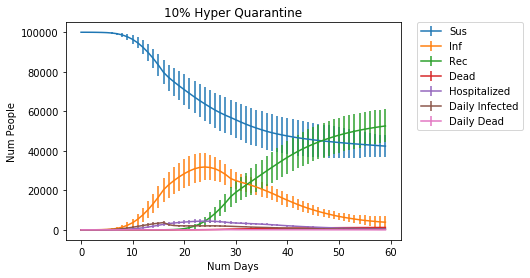 10% Hyper Quarantine
100000
80000
60000
40000
20000
0
Num People
0 10 20 30 40 50 60
Num Days
Sus
Inf
Rec
Dead
Hospitalized
Daily Infected
Daily Dead